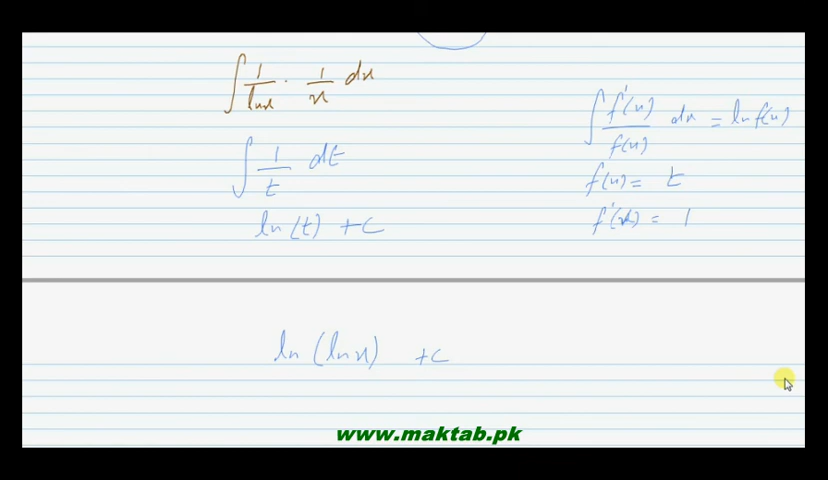 ∫ 1/lnx · 1/x dx
∫ 1/t dt
ln(t) +c
∫ f'(x)/f(x) dx = ln f(x)
f(x) = t
f'(x) = 1
ln(lnx) +c
www.maktab.pk